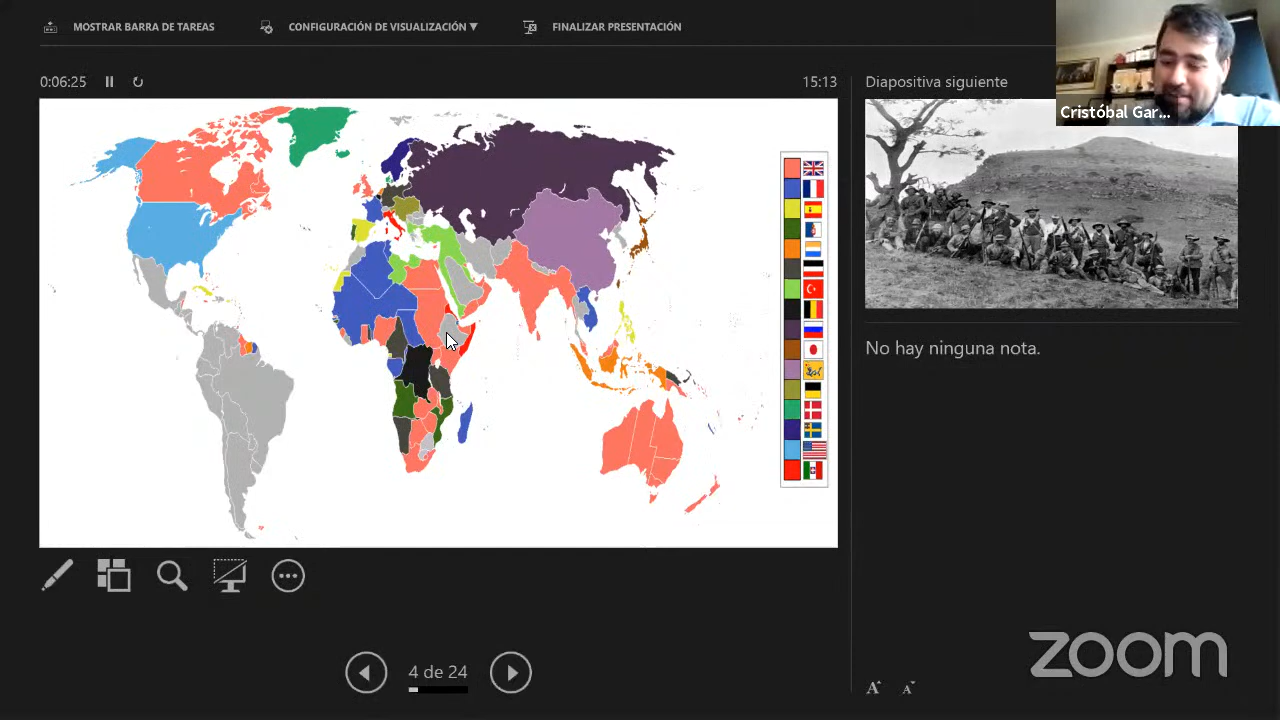 MOSTRAR BARRA DE TAREAS
CONFIGURACIÓN DE VISUALIZACIÓN ▼
FINALIZAR PRESENTACIÓN
0:06:25
15:13
Diapositiva siguiente
Cristóbal Gar...
No hay ninguna nota.
4 de 24
A A
zoom